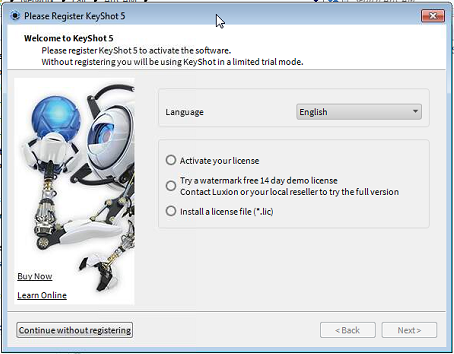 Please Register KeyShot 5
Welcome to KeyShot 5
Please register KeyShot 5 to activate the software.
Without registering you will be using KeyShot in a limited trial mode.
Language
English
Activate your license
Try a watermark free 14 day demo license
Contact Luxion or your local reseller to try the full version
Install a license file (*.lic)
Buy Now
Learn Online
Continue without registering
< Back
Next >